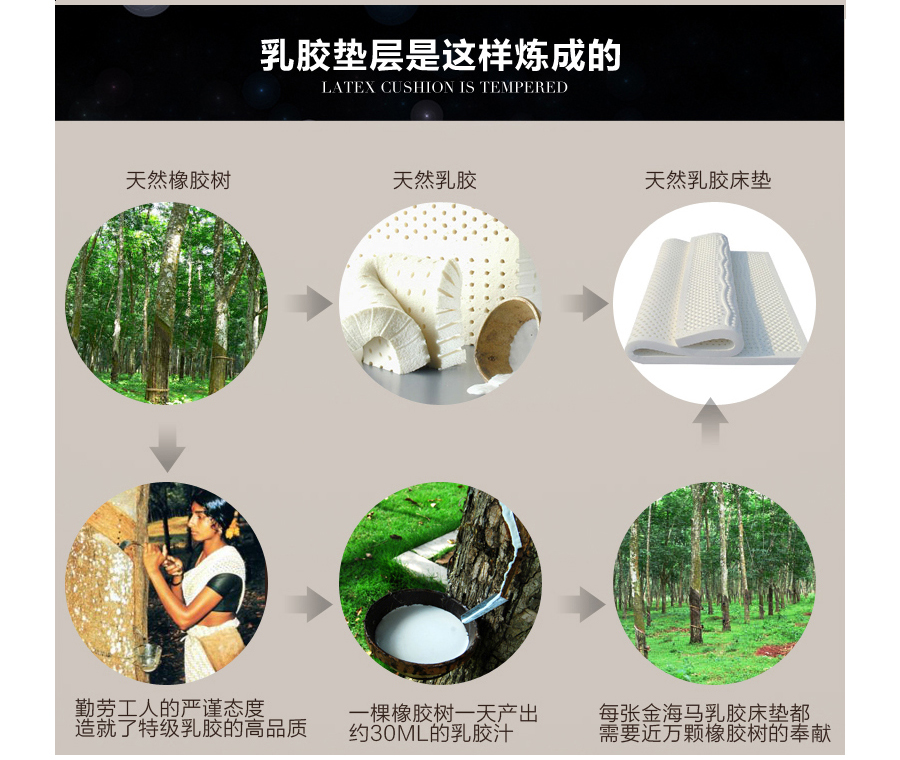 乳胶垫层是这样炼成的
LATEX CUSHION IS TEMPERED
天然橡胶树
天然乳胶
天然乳胶床垫
勤劳工人的严谨态度
造就了特级乳胶的高品质
一棵橡胶树一天产出
约30ML的乳胶汁
每张金海马乳胶床垫都
需要近万颗橡胶树的奉献